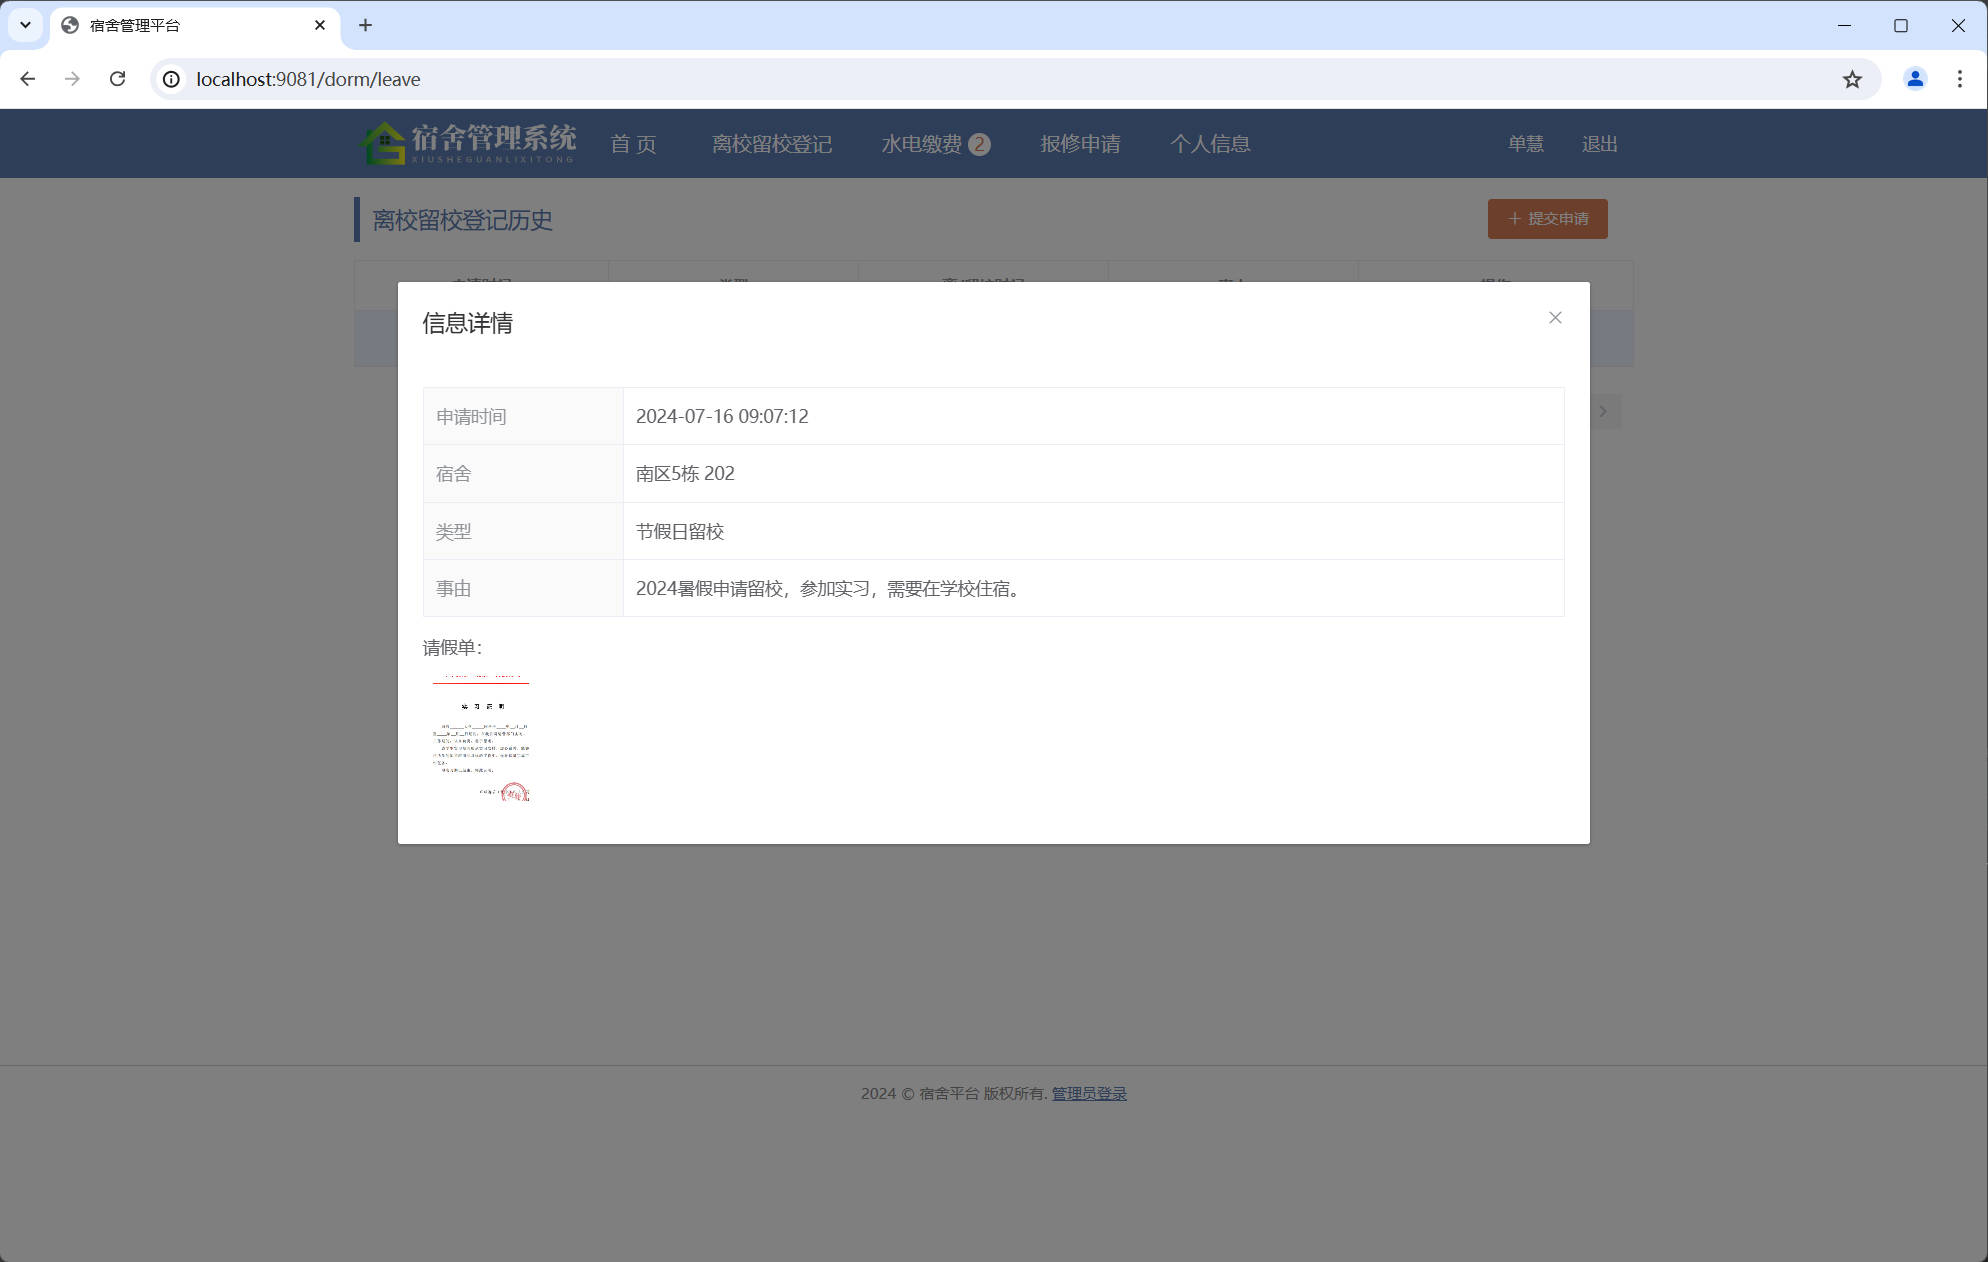 宿舍管理平台
localhost:9081/dorm/leave
宿舍管理系统
XIUSHEGUANLIXITONG
首 页
离校留校登记
水电缴费 2
报修申请
个人信息
单慧
退出
离校留校登记历史
+ 提交申请
信息详情
申请时间 2024-07-16 09:07:12
宿舍 南区5栋 202
类型 节假日留校
事由 2024暑假申请留校，参加实习，需要在学校住宿。
请假单：
实 习 证 明
2024 © 宿舍平台 版权所有. 管理员登录